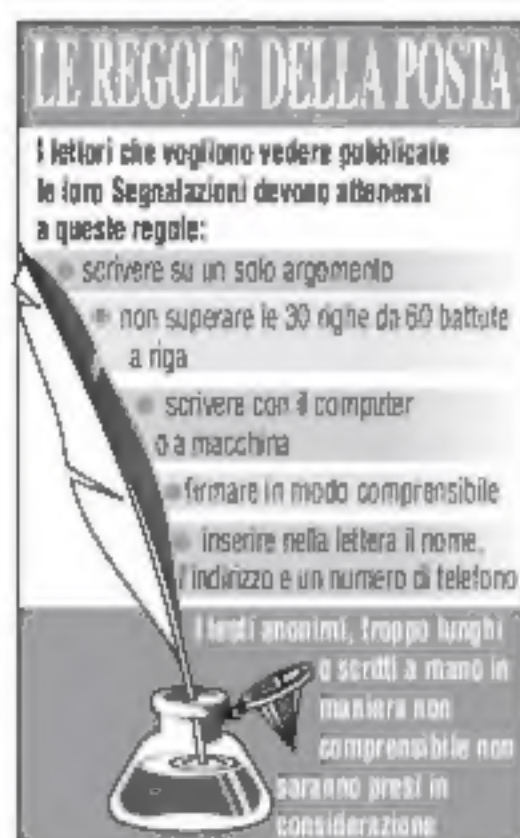 LE REGOLE DELLA POSTA
I lettori che vogliono vedere pubblicate
le loro Segnalazioni devono attenersi
a queste regole:
scrivere su un solo argomento
non superare le 30 righe da 60 battute
a riga
scrivere con il computer
o a macchina
firmare in modo comprensibile
inserire nella lettera il nome,
l'indirizzo e un numero di telefono
I testi anonimi, troppo lunghi
o scritti a mano in
maniera non
comprensibile non
saranno presi in
considerazione